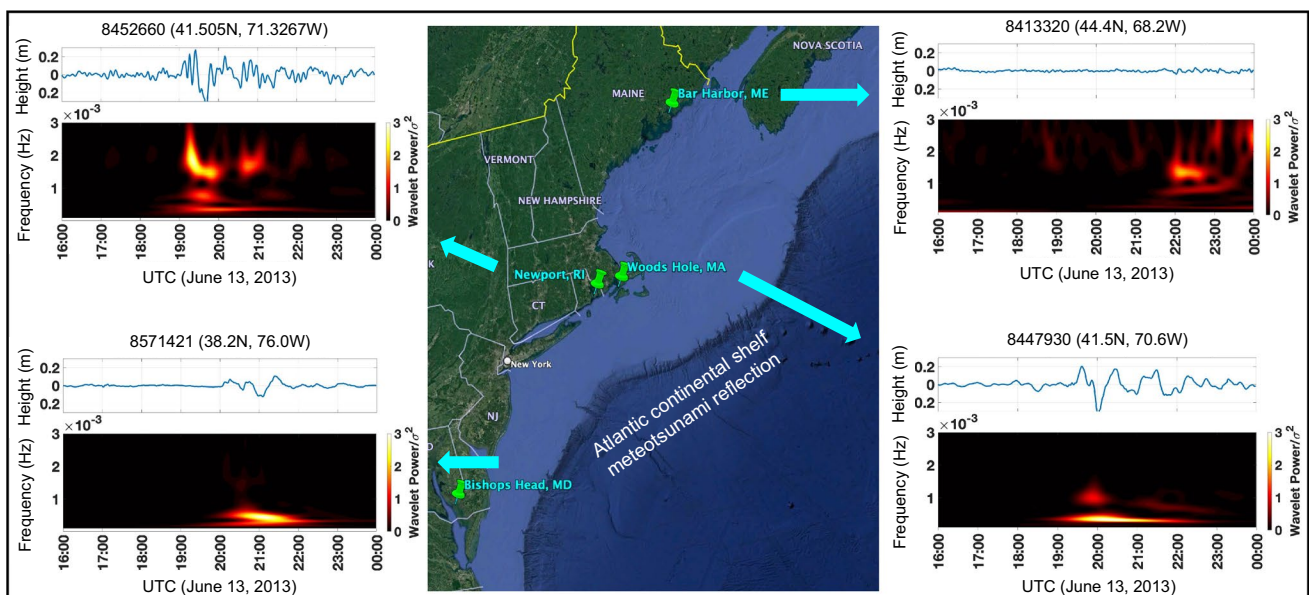 8452660 (41.505N, 71.3267W)
Height (m)
0.2
0
0.2
× 10⁻³
Frequency (Hz)
3
2
1
3
2
1
0
Wavelet Power/σ²
16:00
17:00
18:00
19:00
20:00
21:00
22:00
23:00
00:00
UTC (June 13, 2013)
8571421 (38.2N, 76.0W)
Height (m)
0.2
0
0.2
× 10⁻³
Frequency (Hz)
3
2
1
3
2
1
0
Wavelet Power/σ²
16:00
17:00
18:00
19:00
20:00
21:00
22:00
23:00
00:00
UTC (June 13, 2013)
NOVA SCOTIA
MAINE
Bar Harbor, ME
VERMONT
NEW HAMPSHIRE
K
Newport, RI
Woods Hole, MA
CT
New York
NJ
Bishops Head, MD
Atlantic continental shelf
meteotsunami reflection
8413320 (44.4N, 68.2W)
Height (m)
0.2
0
0.2
× 10⁻³
Frequency (Hz)
3
2
1
3
2
1
0
Wavelet Power/σ²
16:00
17:00
18:00
19:00
20:00
21:00
22:00
23:00
00:00
UTC (June 13, 2013)
8447930 (41.5N, 70.6W)
Height (m)
0.2
0
0.2
× 10⁻³
Frequency (Hz)
3
2
1
3
2
1
0
Wavelet Power/σ²
16:00
17:00
18:00
19:00
20:00
21:00
22:00
23:00
00:00
UTC (June 13, 2013)